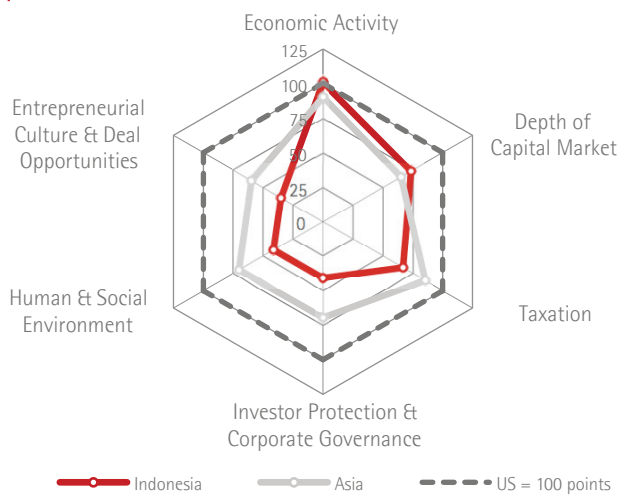 Economic Activity
125
100
75
50
25
0
Entrepreneurial
Culture & Deal
Opportunities
Depth of
Capital Market
Human & Social
Environment
Taxation
Investor Protection &
Corporate Governance
Indonesia
Asia
US = 100 points